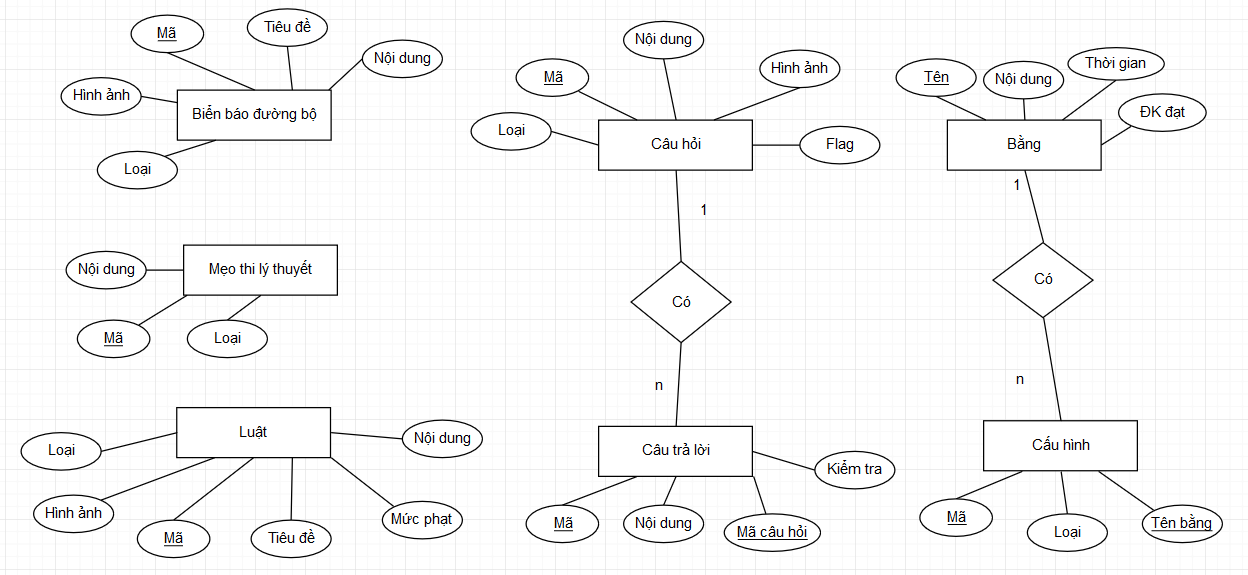 Mã
Tiêu đề
Nội dung
Hình ảnh
Biển báo đường bộ
Loại
Nội dung
Mẹo thi lý thuyết
Mã
Loại
Luật
Loại
Nội dung
Hình ảnh
Mã
Tiêu đề
Mức phạt
Nội dung
Mã
Hình ảnh
Loại
Câu hỏi
Flag
1
Có
n
Câu trả lời
Kiểm tra
Mã
Nội dung
Mã câu hỏi
Tên
Nội dung
Thời gian
ĐK đạt
Bằng
1
Có
n
Cấu hình
Mã
Loại
Tên bằng